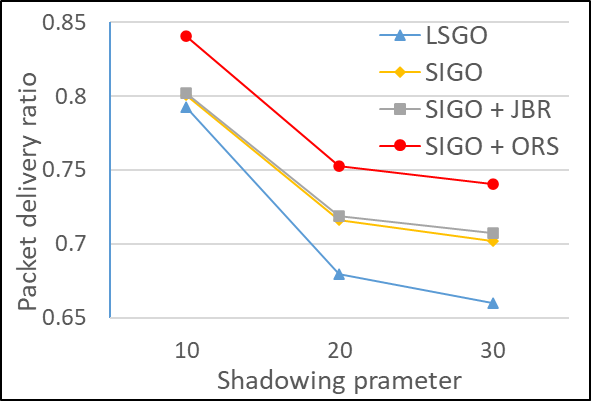 0.85
0.8
0.75
0.7
0.65
Packet delivery ratio
LSGO
SIGO
SIGO + JBR
SIGO + ORS
10 20 30
Shadowing prameter